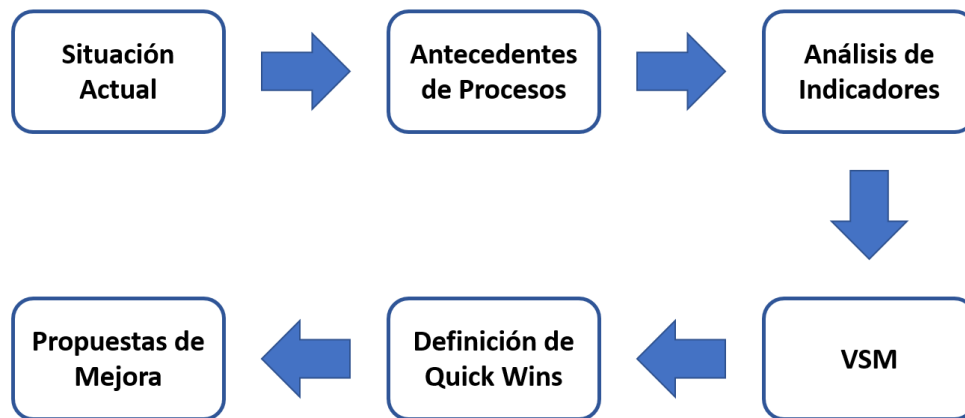 Situación
Actual
Antecedentes
de Procesos
Análisis de
Indicadores
VSM
Definición de
Quick Wins
Propuestas de
Mejora